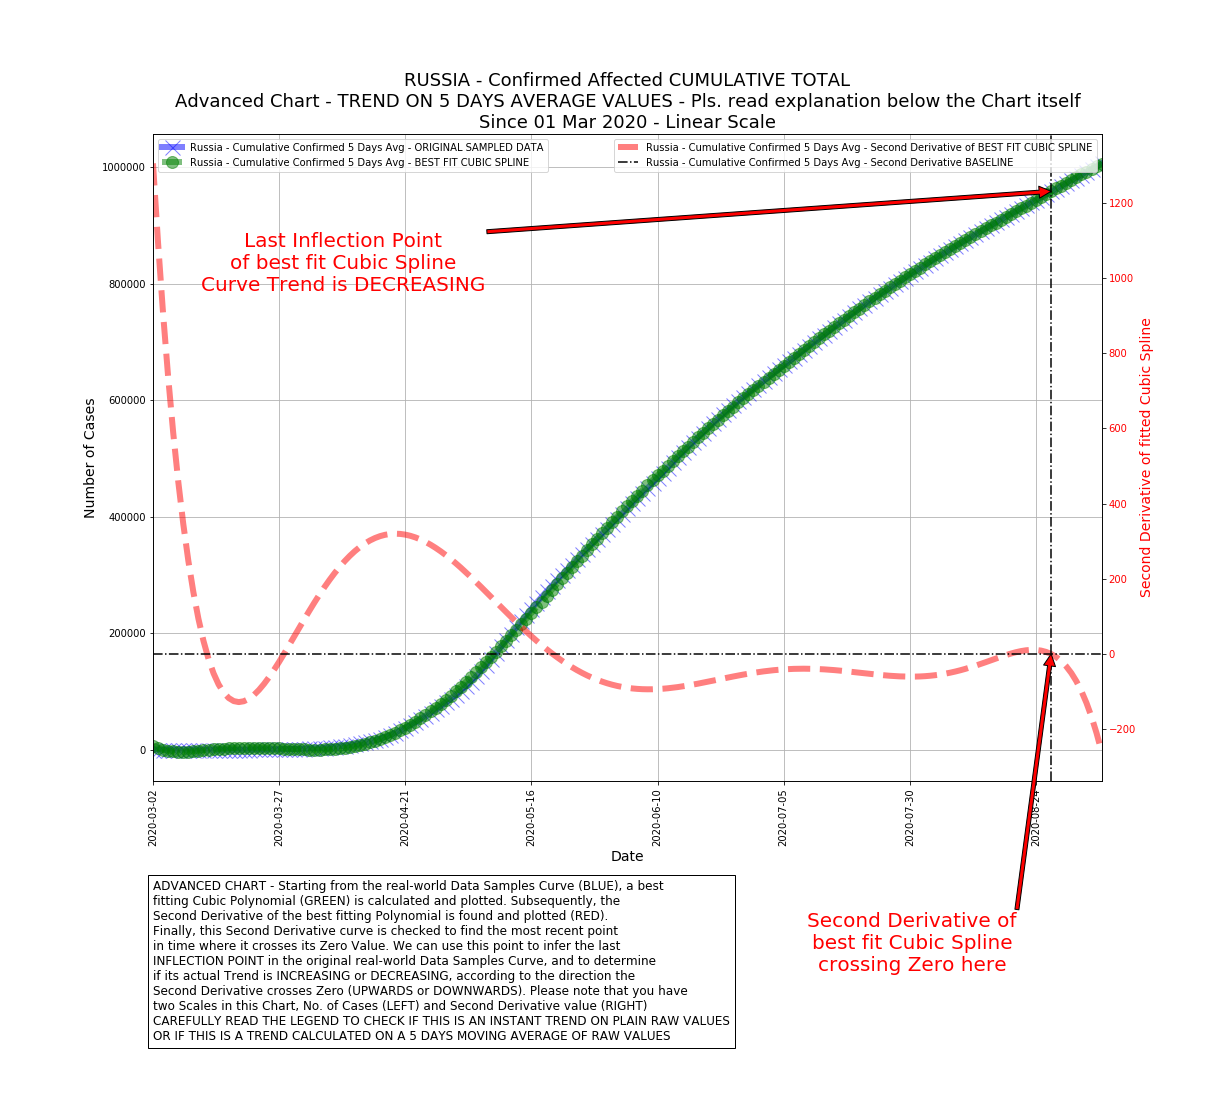 RUSSIA - Confirmed Affected CUMULATIVE TOTAL
Advanced Chart - TREND ON 5 DAYS AVERAGE VALUES - Pls. read explanation below the Chart itself
Since 01 Mar 2020 - Linear Scale
Russia - Cumulative Confirmed 5 Days Avg - ORIGINAL SAMPLED DATA
Russia - Cumulative Confirmed 5 Days Avg - BEST FIT CUBIC SPLINE
Russia - Cumulative Confirmed 5 Days Avg - Second Derivative of BEST FIT CUBIC SPLINE
Russia - Cumulative Confirmed 5 Days Avg - Second Derivative BASELINE
Last Inflection Point
of best fit Cubic Spline
Curve Trend is DECREASING
Number of Cases
1000000
800000
600000
400000
200000
0
1200
1000
800
600
400
200
0
−200
Second Derivative of fitted Cubic Spline
2020-03-02
2020-03-27
2020-04-21
2020-05-16
2020-06-10
2020-07-05
2020-07-30
2020-08-24
Date
ADVANCED CHART - Starting from the real-world Data Samples Curve (BLUE), a best
fitting Cubic Polynomial (GREEN) is calculated and plotted. Subsequently, the
Second Derivative of the best fitting Polynomial is found and plotted (RED).
Finally, this Second Derivative curve is checked to find the most recent point
in time where it crosses its Zero Value. We can use this point to infer the last
INFLECTION POINT in the original real-world Data Samples Curve, and to determine
if its actual Trend is INCREASING or DECREASING, according to the direction the
Second Derivative crosses Zero (UPWARDS or DOWNWARDS). Please note that you have
two Scales in this Chart, No. of Cases (LEFT) and Second Derivative value (RIGHT)
CAREFULLY READ THE LEGEND TO CHECK IF THIS IS AN INSTANT TREND ON PLAIN RAW VALUES
OR IF THIS IS A TREND CALCULATED ON A 5 DAYS MOVING AVERAGE OF RAW VALUES
Second Derivative of
best fit Cubic Spline
crossing Zero here